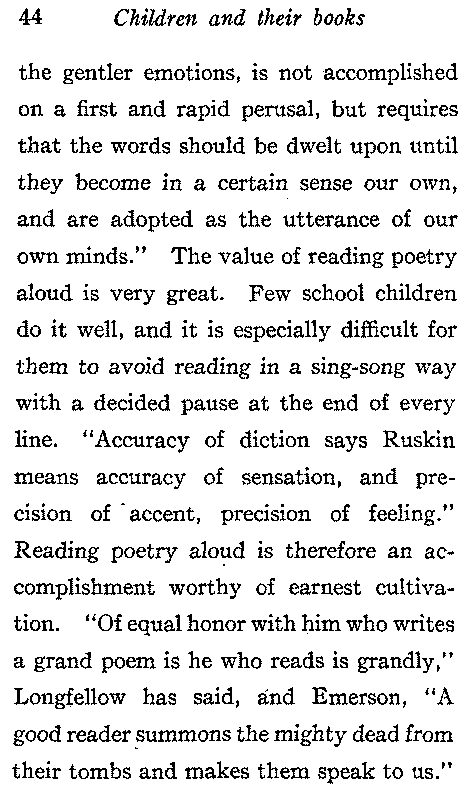 44 Children and their books
the gentler emotions, is not accomplished
on a first and rapid perusal, but requires
that the words should be dwelt upon until
they become in a certain sense our own,
and are adopted as the utterance of our
own minds." The value of reading poetry
aloud is very great. Few school children
do it well, and it is especially difficult for
them to avoid reading in a sing-song way
with a decided pause at the end of every
line. "Accuracy of diction says Ruskin
means accuracy of sensation, and pre-
cision of accent, precision of feeling."
Reading poetry aloud is therefore an ac-
complishment worthy of earnest cultiva-
tion. "Of equal honor with him who writes
a grand poem is he who reads is grandly,"
Longfellow has said, and Emerson, "A
good reader summons the mighty dead from
their tombs and makes them speak to us."